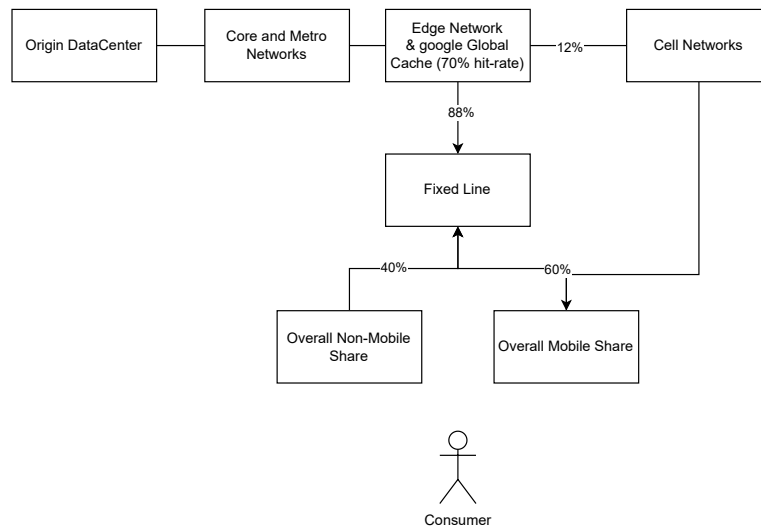 Origin DataCenter
Core and Metro
Networks
Edge Network
& google Global
Cache (70% hit-rate)
12%
Cell Networks
88%
Fixed Line
40%
60%
Overall Non-Mobile
Share
Overall Mobile Share
Consumer